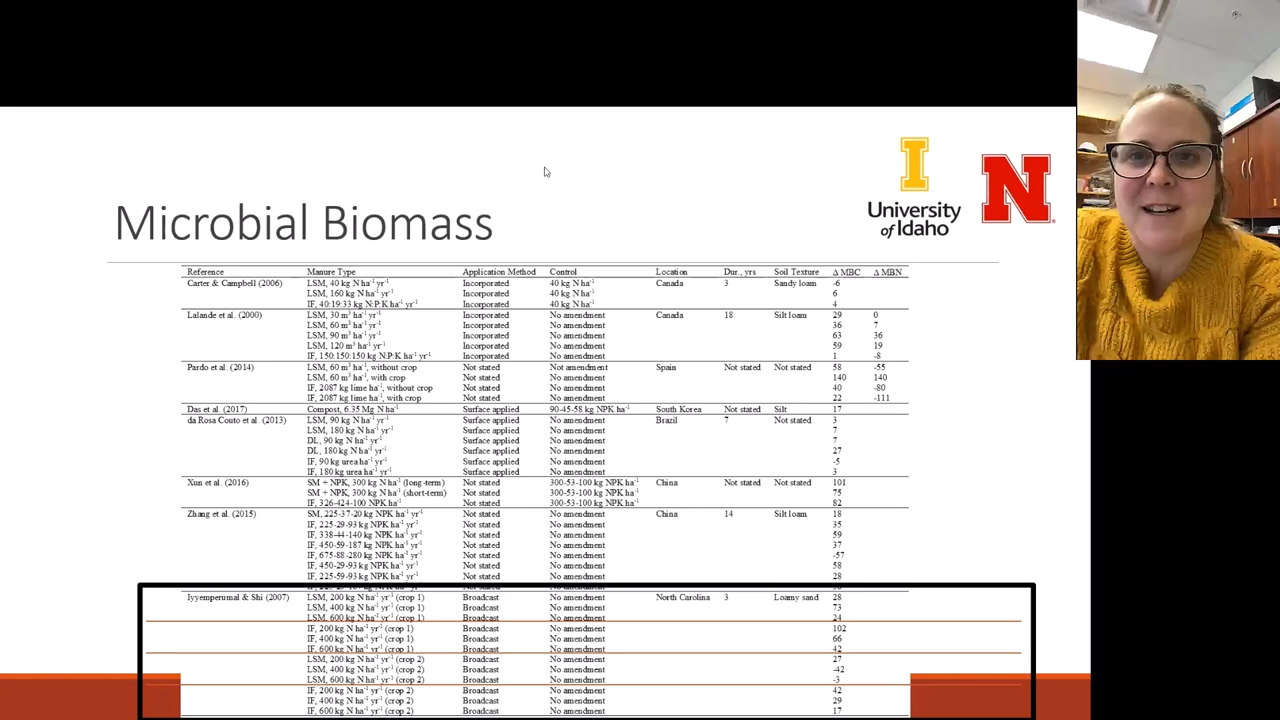 Microbial Biomass
I
University
of Idaho
N
Reference Manure Type Application Method Control Location Dur., yrs Soil Texture Δ MBC Δ MBN
Carter & Campbell (2006) LSM, 40 kg N ha⁻¹ yr⁻¹ Incorporated 40 kg N ha⁻¹ Canada 3 Sandy loam -6
LSM, 160 kg N ha⁻¹ yr⁻¹ Incorporated 40 kg N ha⁻¹ 6
IF, 40:19:33 kg N:P:K ha⁻¹ yr⁻¹ Incorporated 40 kg N ha⁻¹ 4
Lalande et al. (2000) LSM, 30 m³ ha⁻¹ yr⁻¹ Incorporated No amendment Canada 18 Silt loam 29 0
LSM, 60 m³ ha⁻¹ yr⁻¹ Incorporated No amendment 36 7
LSM, 90 m³ ha⁻¹ yr⁻¹ Incorporated No amendment 63 36
LSM, 120 m³ ha⁻¹ yr⁻¹ Incorporated No amendment 59 19
IF, 150:150:150 kg N:P:K ha⁻¹ yr⁻¹ Incorporated No amendment 1 -8
Pardo et al. (2014) LSM, 60 m³ ha⁻¹, without crop Not stated Not amendment Spain Not stated Not stated 58 -55
LSM, 60 m³ ha⁻¹, with crop Not stated No amendment 140 140
IF, 2087 kg lime ha⁻¹, without crop Not stated No amendment 40 -80
IF, 2087 kg lime ha⁻¹, with crop Not stated No amendment 22 -111
Das et al. (2017) Compost, 6.35 Mg N ha⁻¹ Surface applied 90-45-58 kg NPK ha⁻¹ South Korea Not stated Silt 17
da Rosa Couto et al. (2013) LSM, 90 kg N ha⁻¹ yr⁻¹ Surface applied No amendment Brazil 7 Not stated 3
LSM, 180 kg N ha⁻¹ yr⁻¹ Surface applied No amendment 7
DL, 90 kg N ha⁻¹ yr⁻¹ Surface applied No amendment 7
DL, 180 kg N ha⁻¹ yr⁻¹ Surface applied No amendment 27
IF, 90 kg urea ha⁻¹ yr⁻¹ Surface applied No amendment -5
IF, 180 kg urea ha⁻¹ yr⁻¹ Surface applied No amendment 3
Xun et al. (2016) SM + NPK, 300 kg N ha⁻¹ (long-term) Not stated 300-53-100 kg NPK ha⁻¹ China Not stated Not stated 101
SM + NPK, 300 kg N ha⁻¹ (short-term) Not stated 300-53-100 kg NPK ha⁻¹ 75
IF, 326-424-100 NPK ha⁻¹ Not stated 300-53-100 kg NPK ha⁻¹ 82
Zhang et al. (2015) SM, 225-37-20 kg NPK ha⁻¹ yr⁻¹ Not stated No amendment China 14 Silt loam 18
IF, 225-29-93 kg NPK ha⁻¹ yr⁻¹ Not stated No amendment 35
IF, 338-44-140 kg NPK ha⁻¹ yr⁻¹ Not stated No amendment 59
IF, 450-59-187 kg NPK ha⁻¹ yr⁻¹ Not stated No amendment 37
IF, 675-88-280 kg NPK ha⁻¹ yr⁻¹ Not stated No amendment -57
IF, 450-29-93 kg NPK ha⁻¹ yr⁻¹ Not stated No amendment 58
IF, 225-59-93 kg NPK ha⁻¹ yr⁻¹ Not stated No amendment 28
Iyyemperumal & Shi (2007) LSM, 200 kg N ha⁻¹ yr⁻¹ (crop 1) Broadcast No amendment North Carolina 3 Loamy sand 28
LSM, 400 kg N ha⁻¹ yr⁻¹ (crop 1) Broadcast No amendment 73
LSM, 600 kg N ha⁻¹ yr⁻¹ (crop 1) Broadcast No amendment 24
IF, 200 kg N ha⁻¹ yr⁻¹ (crop 1) Broadcast No amendment 102
IF, 400 kg N ha⁻¹ yr⁻¹ (crop 1) Broadcast No amendment 66
IF, 600 kg N ha⁻¹ yr⁻¹ (crop 1) Broadcast No amendment 42
LSM, 200 kg N ha⁻¹ yr⁻¹ (crop 2) Broadcast No amendment 27
LSM, 400 kg N ha⁻¹ yr⁻¹ (crop 2) Broadcast No amendment -42
LSM, 600 kg N ha⁻¹ yr⁻¹ (crop 2) Broadcast No amendment -3
IF, 200 kg N ha⁻¹ yr⁻¹ (crop 2) Broadcast No amendment 42
IF, 400 kg N ha⁻¹ yr⁻¹ (crop 2) Broadcast No amendment 29
IF, 600 kg N ha⁻¹ yr⁻¹ (crop 2) Broadcast No amendment 17